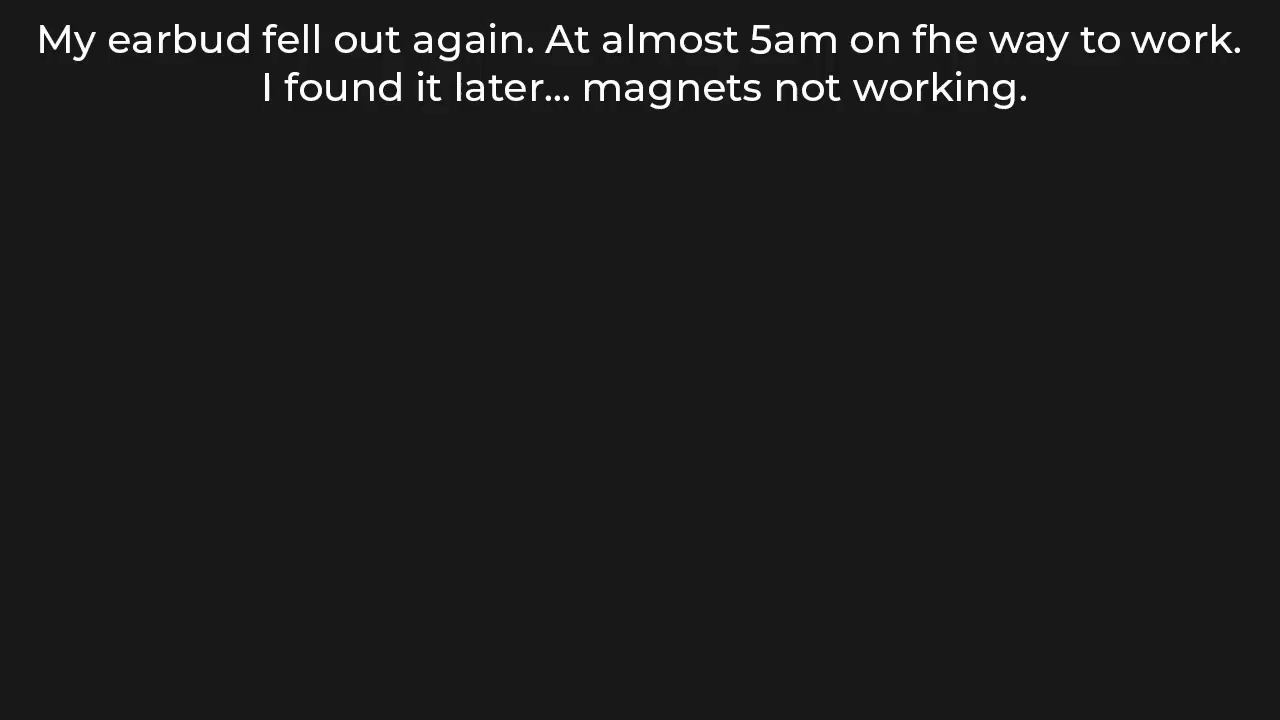 My earbud fell out again. At almost 5am on fhe way to work.
I found it later... magnets not working.